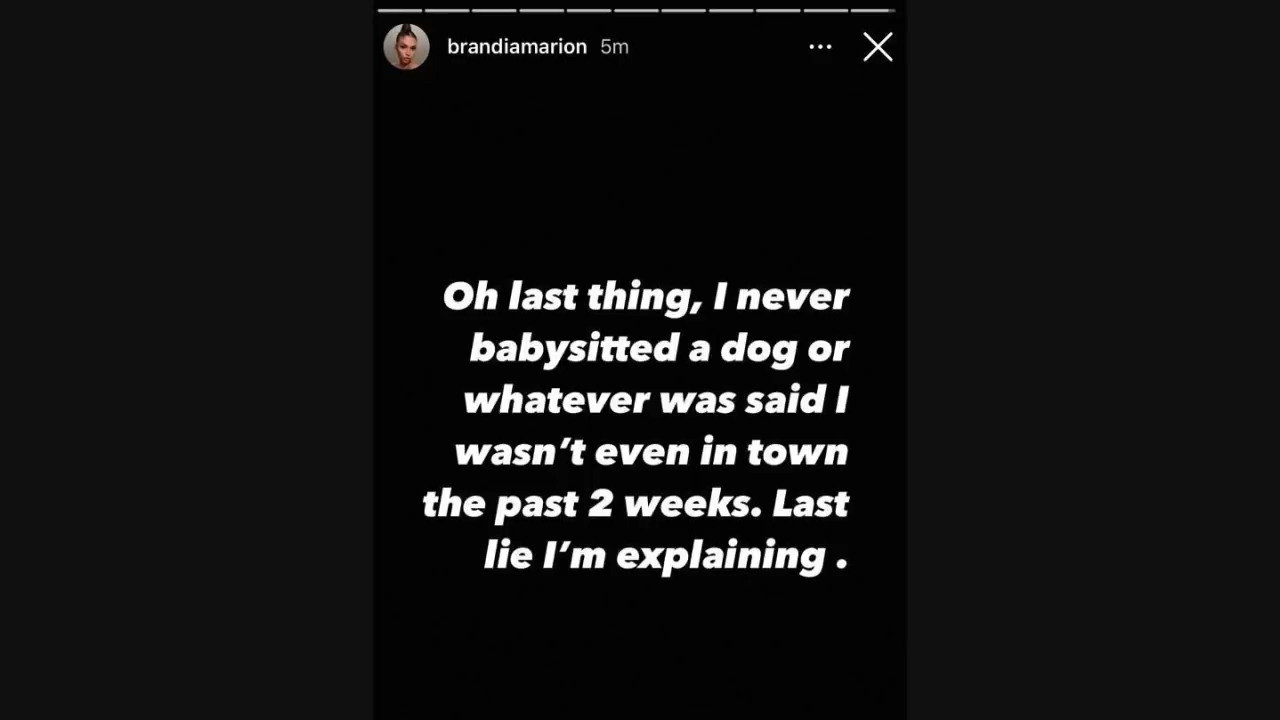 brandiamarion 5m
Oh last thing, I never
babysitted a dog or
whatever was said I
wasn’t even in town
the past 2 weeks. Last
lie I’m explaining .